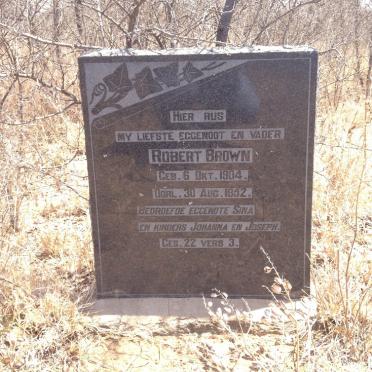 HIER RUS
MY LIEFSTE EGGENOOT EN VADER
ROBERT BROWN
GEB. 6 OKT. 1904.
OORL. 30 AUG. 1952.
BEDROEFDE EGGENOTE SINA
EN KINDERS JOHANNA EN JOSEPH.
GES. 22 VERS 3.